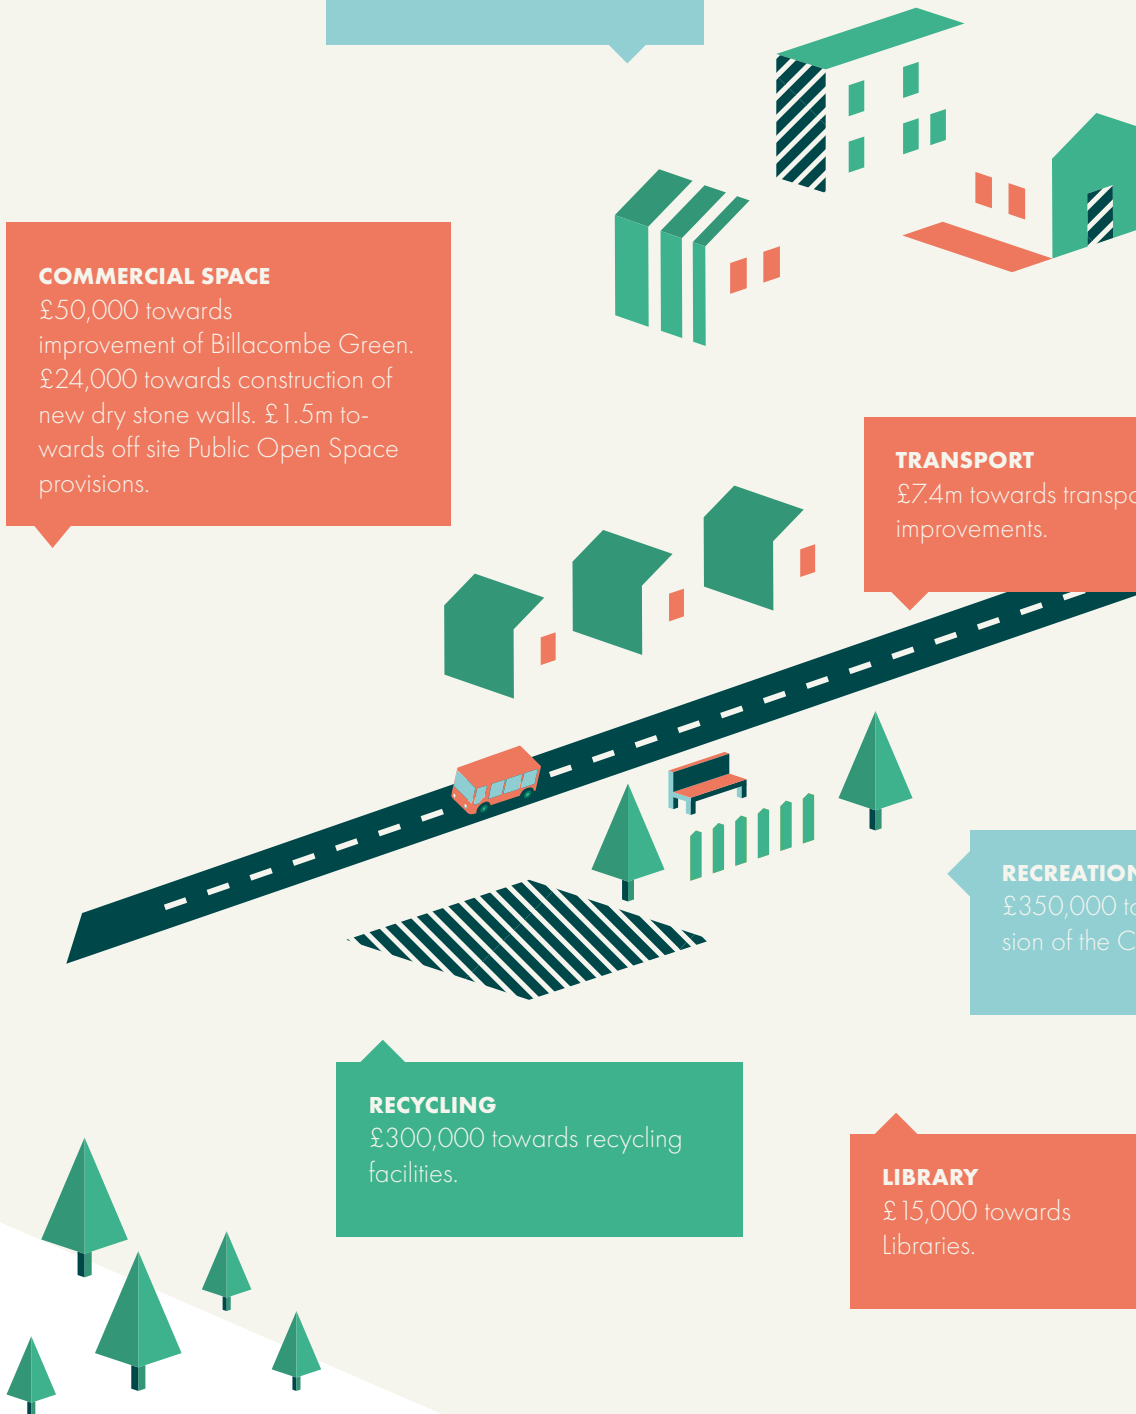 COMMERCIAL SPACE
£50,000 towards
improvement of Billacombe Green.
£24,000 towards construction of
new dry stone walls. £1.5m to-
wards off site Public Open Space
provisions.
TRANSPORT
£7.4m towards
improvements.
RECREATION
£350,000
sion of the
RECYCLING
£300,000 towards recycling
facilities.
LIBRARY
£15,000 towards
Libraries.